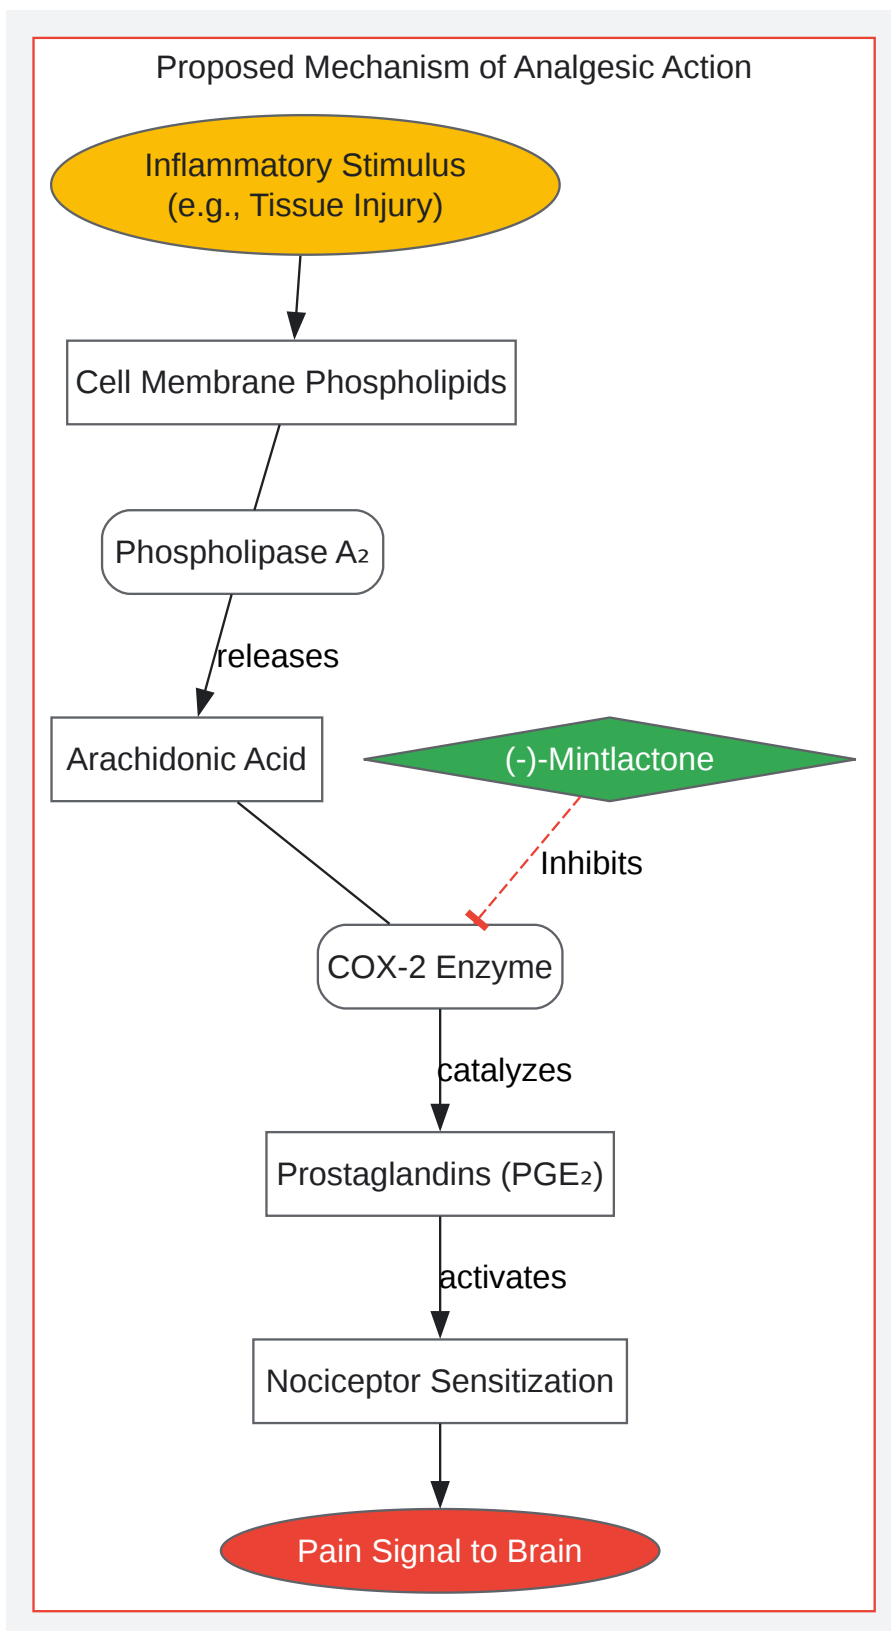 Proposed Mechanism of Analgesic Action
Inflammatory Stimulus
(e.g., Tissue Injury)
Cell Membrane Phospholipids
Phospholipase A₂
releases
Arachidonic Acid
(-)-Mintlactone
Inhibits
COX-2 Enzyme
catalyzes
Prostaglandins (PGE₂)
activates
Nociceptor Sensitization
Pain Signal to Brain